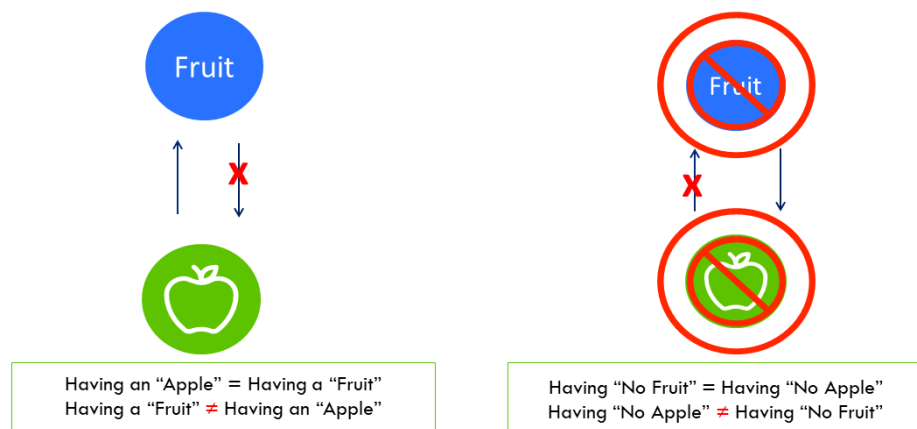 Fruit
X
Having an “Apple” = Having a “Fruit”
Having a “Fruit” ≠ Having an “Apple”
Fruit
X
Having “No Fruit” = Having “No Apple”
Having “No Apple” ≠ Having “No Fruit”